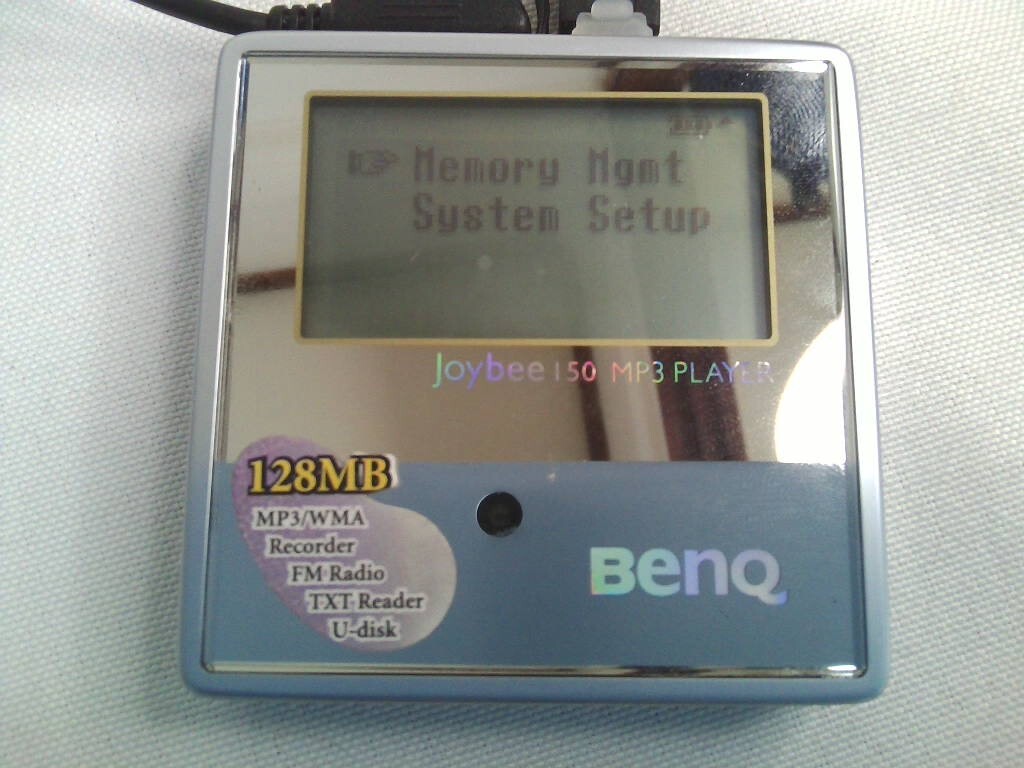 Memory Mgmt
System Setup
Joybee 150 MP3 PLAYER
128MB
MP3/WMA
Recorder
FM Radio
TXT Reader
U-disk
BenQ